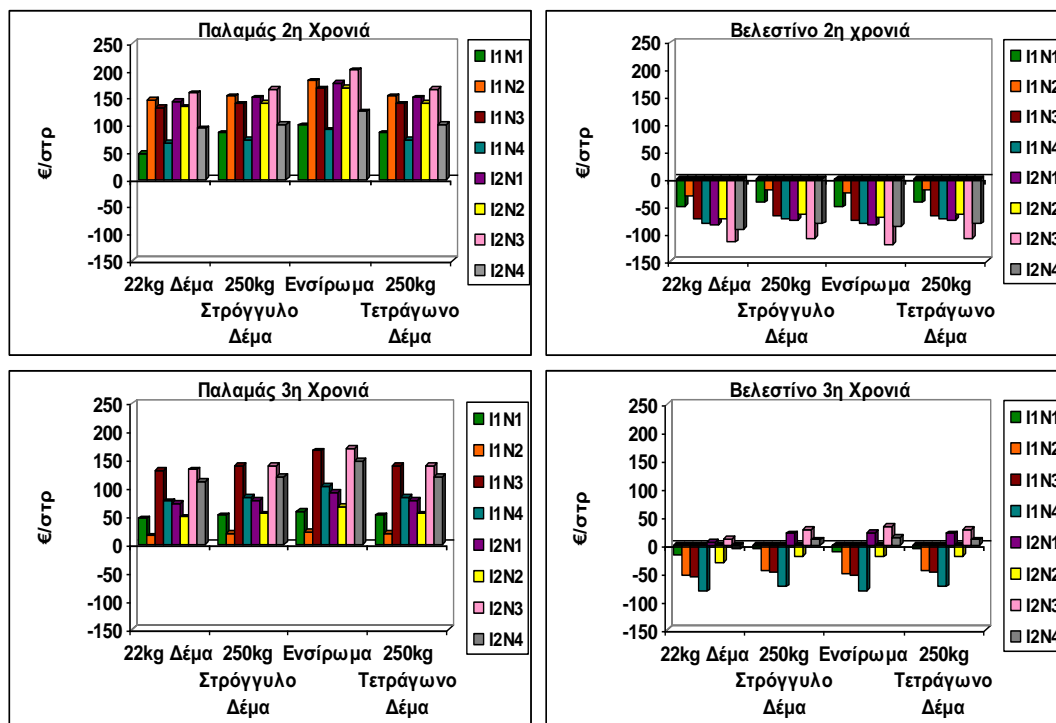 Παλαμάς 2η Χρονιά
250
200
150
100
50
0
-50
-100
-150
€/στρ
22kg Δέμα
250kg
Στρόγγυλο
Δέμα
Ενσίρωμα
250kg
Τετράγωνο
Δέμα
I1N1
I1N2
I1N3
I1N4
I2N1
I2N2
I2N3
I2N4
Βελεστίνο 2η χρονιά
250
200
150
100
50
0
-50
-100
-150
€/στρ
22kg Δέμα
250kg
Στρόγγυλο
Δέμα
Ενσίρωμα
250kg
Τετράγωνο
Δέμα
I1N1
I1N2
I1N3
I1N4
I2N1
I2N2
I2N3
I2N4
Παλαμάς 3η Χρονιά
250
200
150
100
50
0
-50
-100
-150
€/στρ
22kg Δέμα
250kg
Στρόγγυλο
Δέμα
Ενσίρωμα
250kg
Τετράγωνο
Δέμα
I1N1
I1N2
I1N3
I1N4
I2N1
I2N2
I2N3
I2N4
Βελεστίνο 3η Χρονιά
250
200
150
100
50
0
-50
-100
-150
€/στρ
22kg Δέμα
250kg
Στρόγγυλο
Δέμα
Ενσίρωμα
250kg
Τετράγωνο
Δέμα
I1N1
I1N2
I1N3
I1N4
I2N1
I2N2
I2N3
I2N4